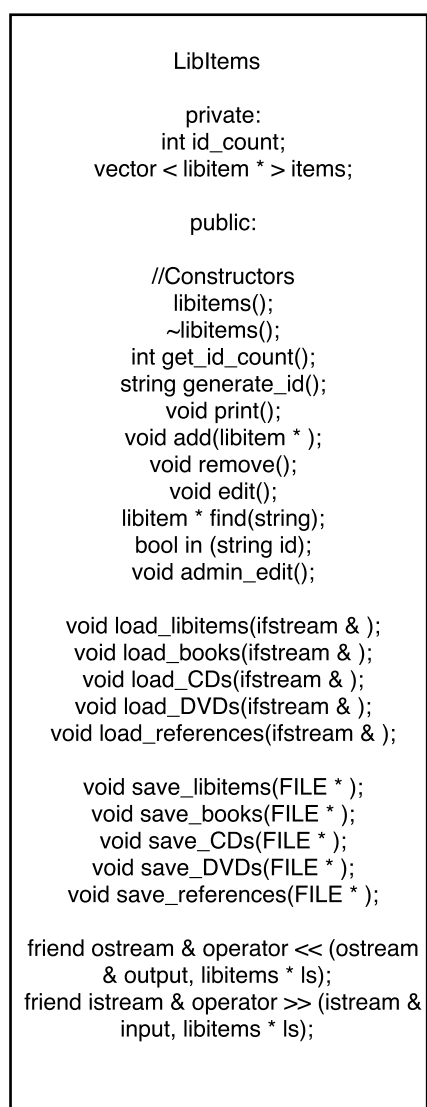 LibItems
private:
int id_count;
vector < libitem * > items;
public:
//Constructors
libitems();
~libitems();
int get_id_count();
string generate_id();
void print();
void add(libitem * );
void remove();
void edit();
libitem * find(string);
bool in (string id);
void admin_edit();
void load_libitems(ifstream & );
void load_books(ifstream & );
void load_CDs(ifstream & );
void load_DVDs(ifstream & );
void load_references(ifstream & );
void save_libitems(FILE * );
void save_books(FILE * );
void save_CDs(FILE * );
void save_DVDs(FILE * );
void save_references(FILE * );
friend ostream & operator << (ostream
& output, libitems * ls);
friend istream & operator >> (istream &
input, libitems * ls);